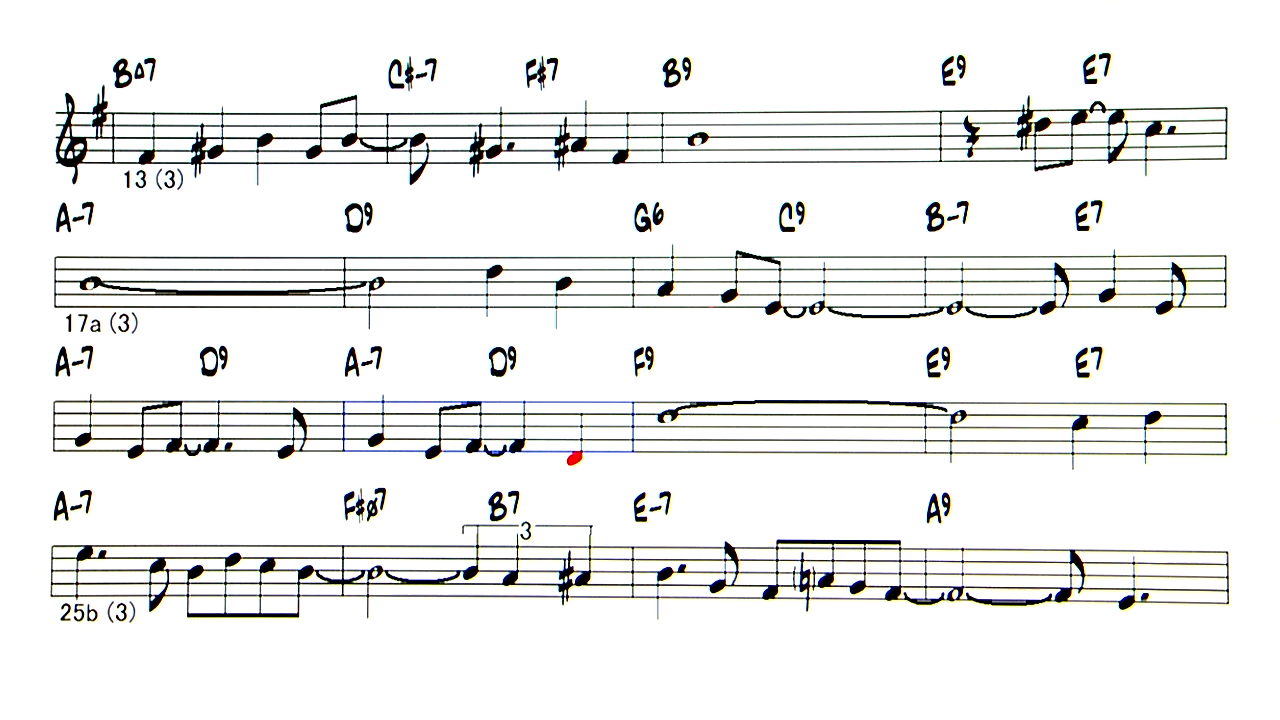 B△7 C#-7 F#7 B9 E9 E7
13 (3)
A-7 D9 G6 C9 B-7 E7
17a (3)
A-7 D9 A-7 D9 F9 E9 E7
A-7 F#ø7 B7 E-7 A9
3
25b (3)